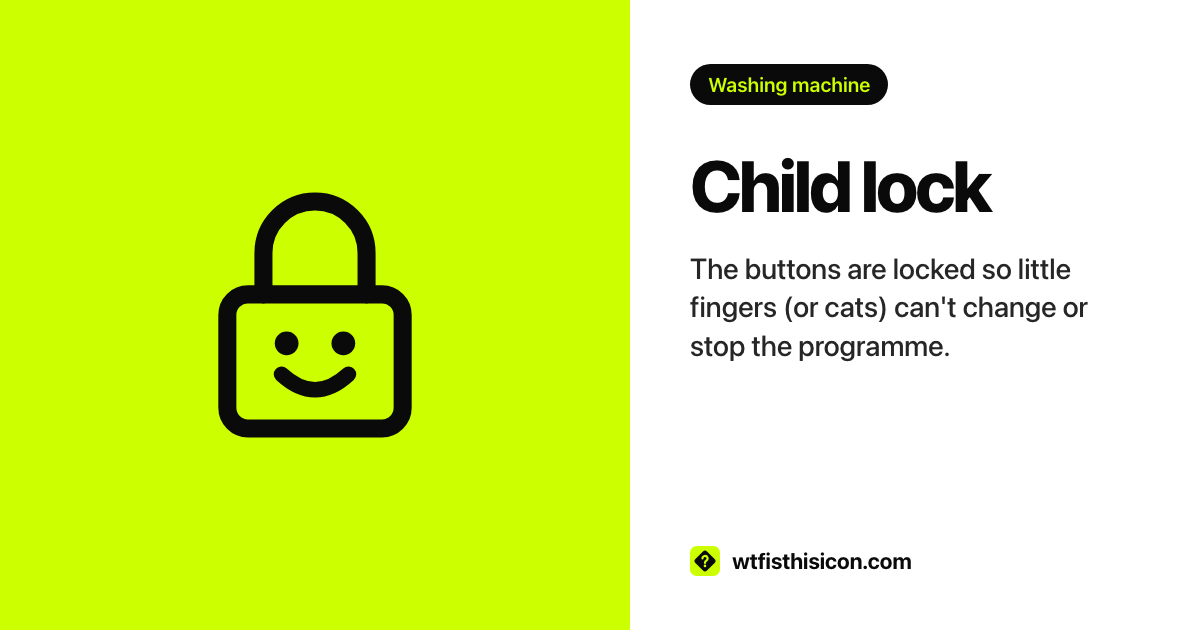 Washing machine
Child lock
The buttons are locked so little
fingers (or cats) can't change or
stop the programme.
?
wtfisthisicon.com